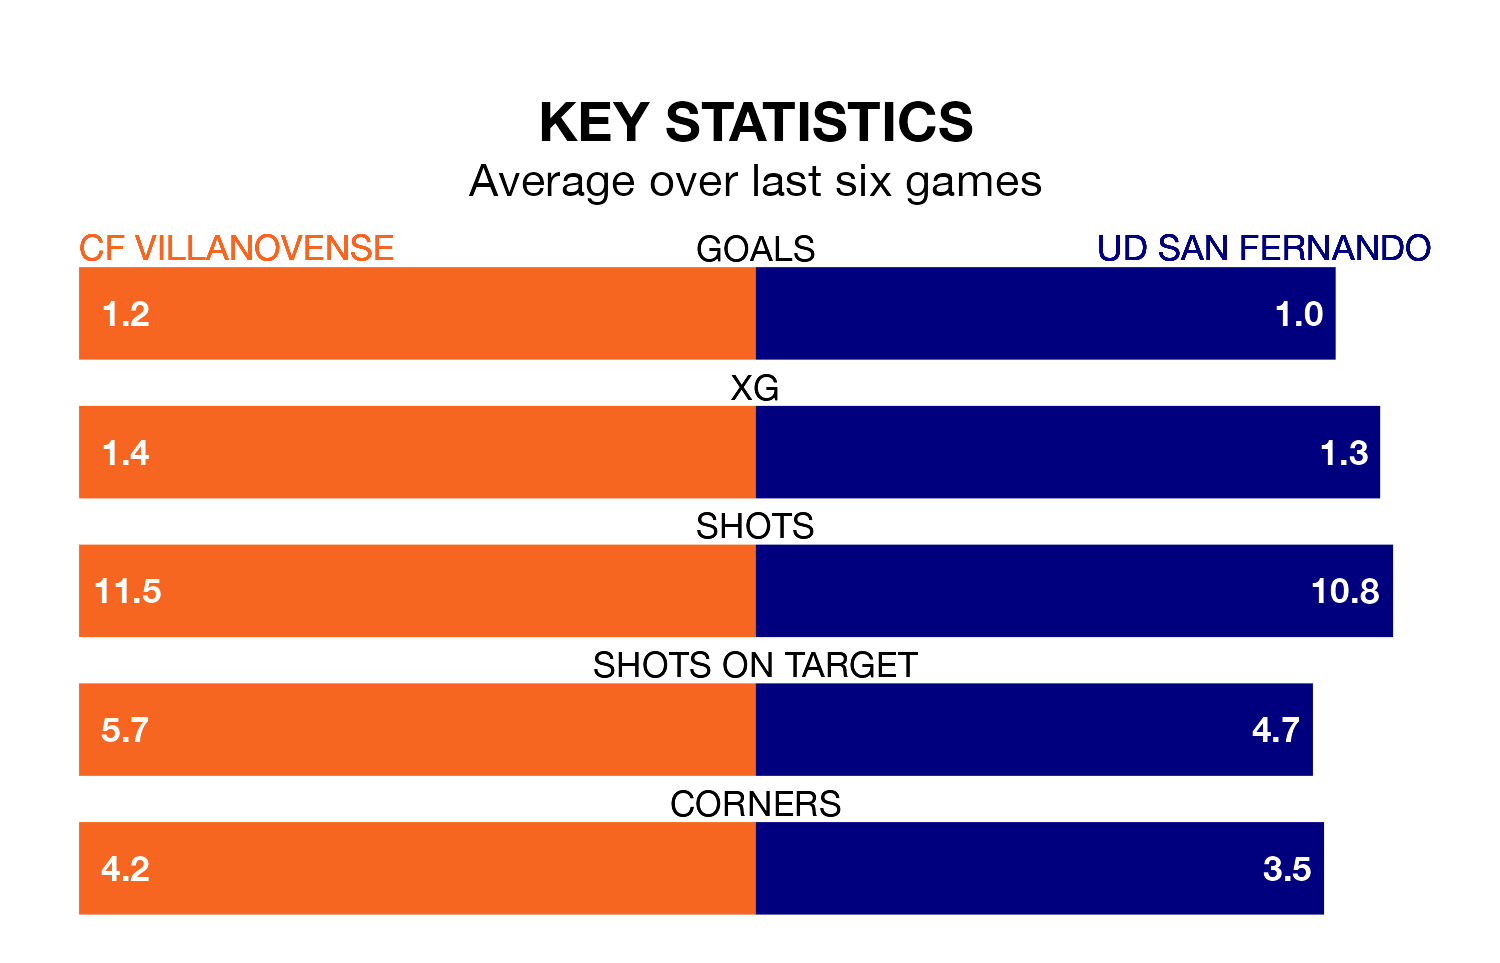 KEY STATISTICS
Average over last six games
CF VILLANOVENSE GOALS UD SAN FERNANDO
1.2 1.0
XG
1.4 1.3
SHOTS
11.5 10.8
SHOTS ON TARGET
5.7 4.7
CORNERS
4.2 3.5